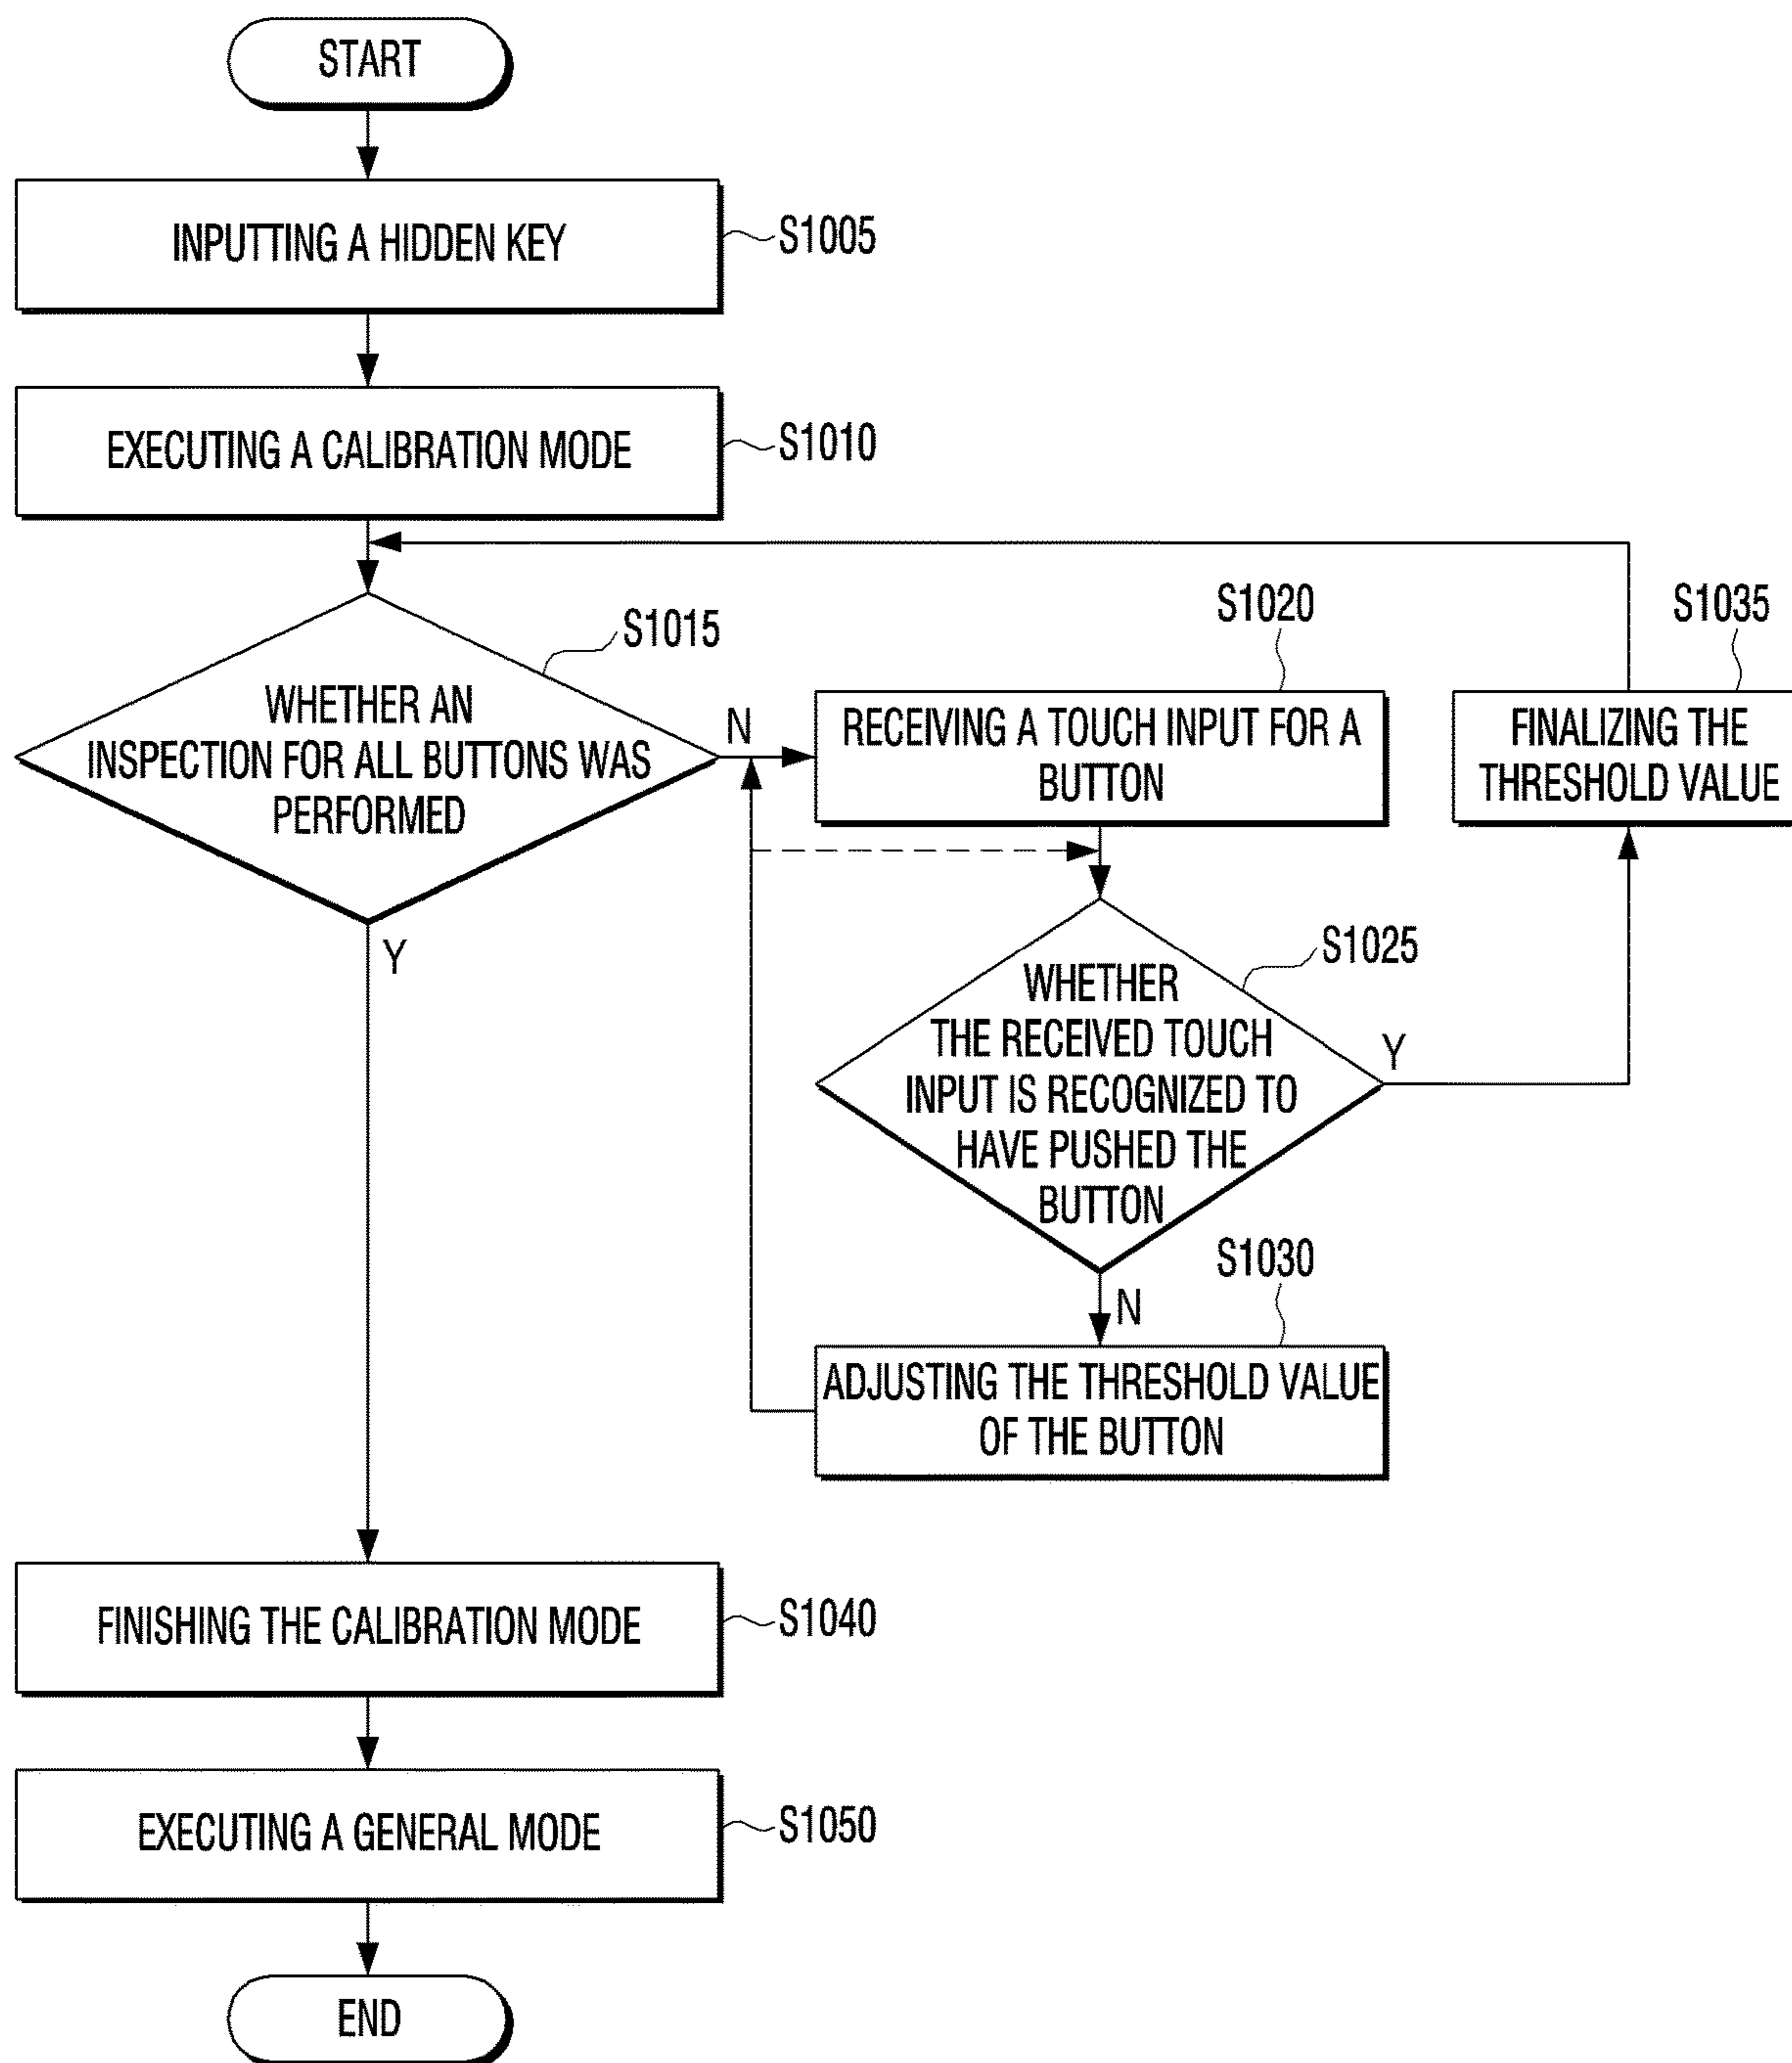 START
INPUTTING A HIDDEN KEY
S1005
EXECUTING A CALIBRATION MODE
S1010
S1015
WHETHER AN
INSPECTION FOR ALL BUTTONS WAS
PERFORMED
N
Y
S1020
RECEIVING A TOUCH INPUT FOR A
BUTTON
S1035
FINALIZING THE
THRESHOLD VALUE
S1025
WHETHER
THE RECEIVED TOUCH
INPUT IS RECOGNIZED TO
HAVE PUSHED THE
BUTTON
Y
N
S1030
ADJUSTING THE THRESHOLD VALUE
OF THE BUTTON
FINISHING THE CALIBRATION MODE
S1040
EXECUTING A GENERAL MODE
S1050
END